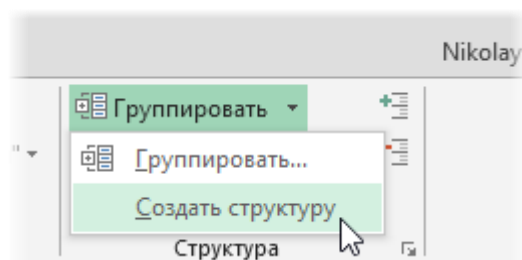 Nikolay
Группировать
Группировать...
Создать структуру
Структура